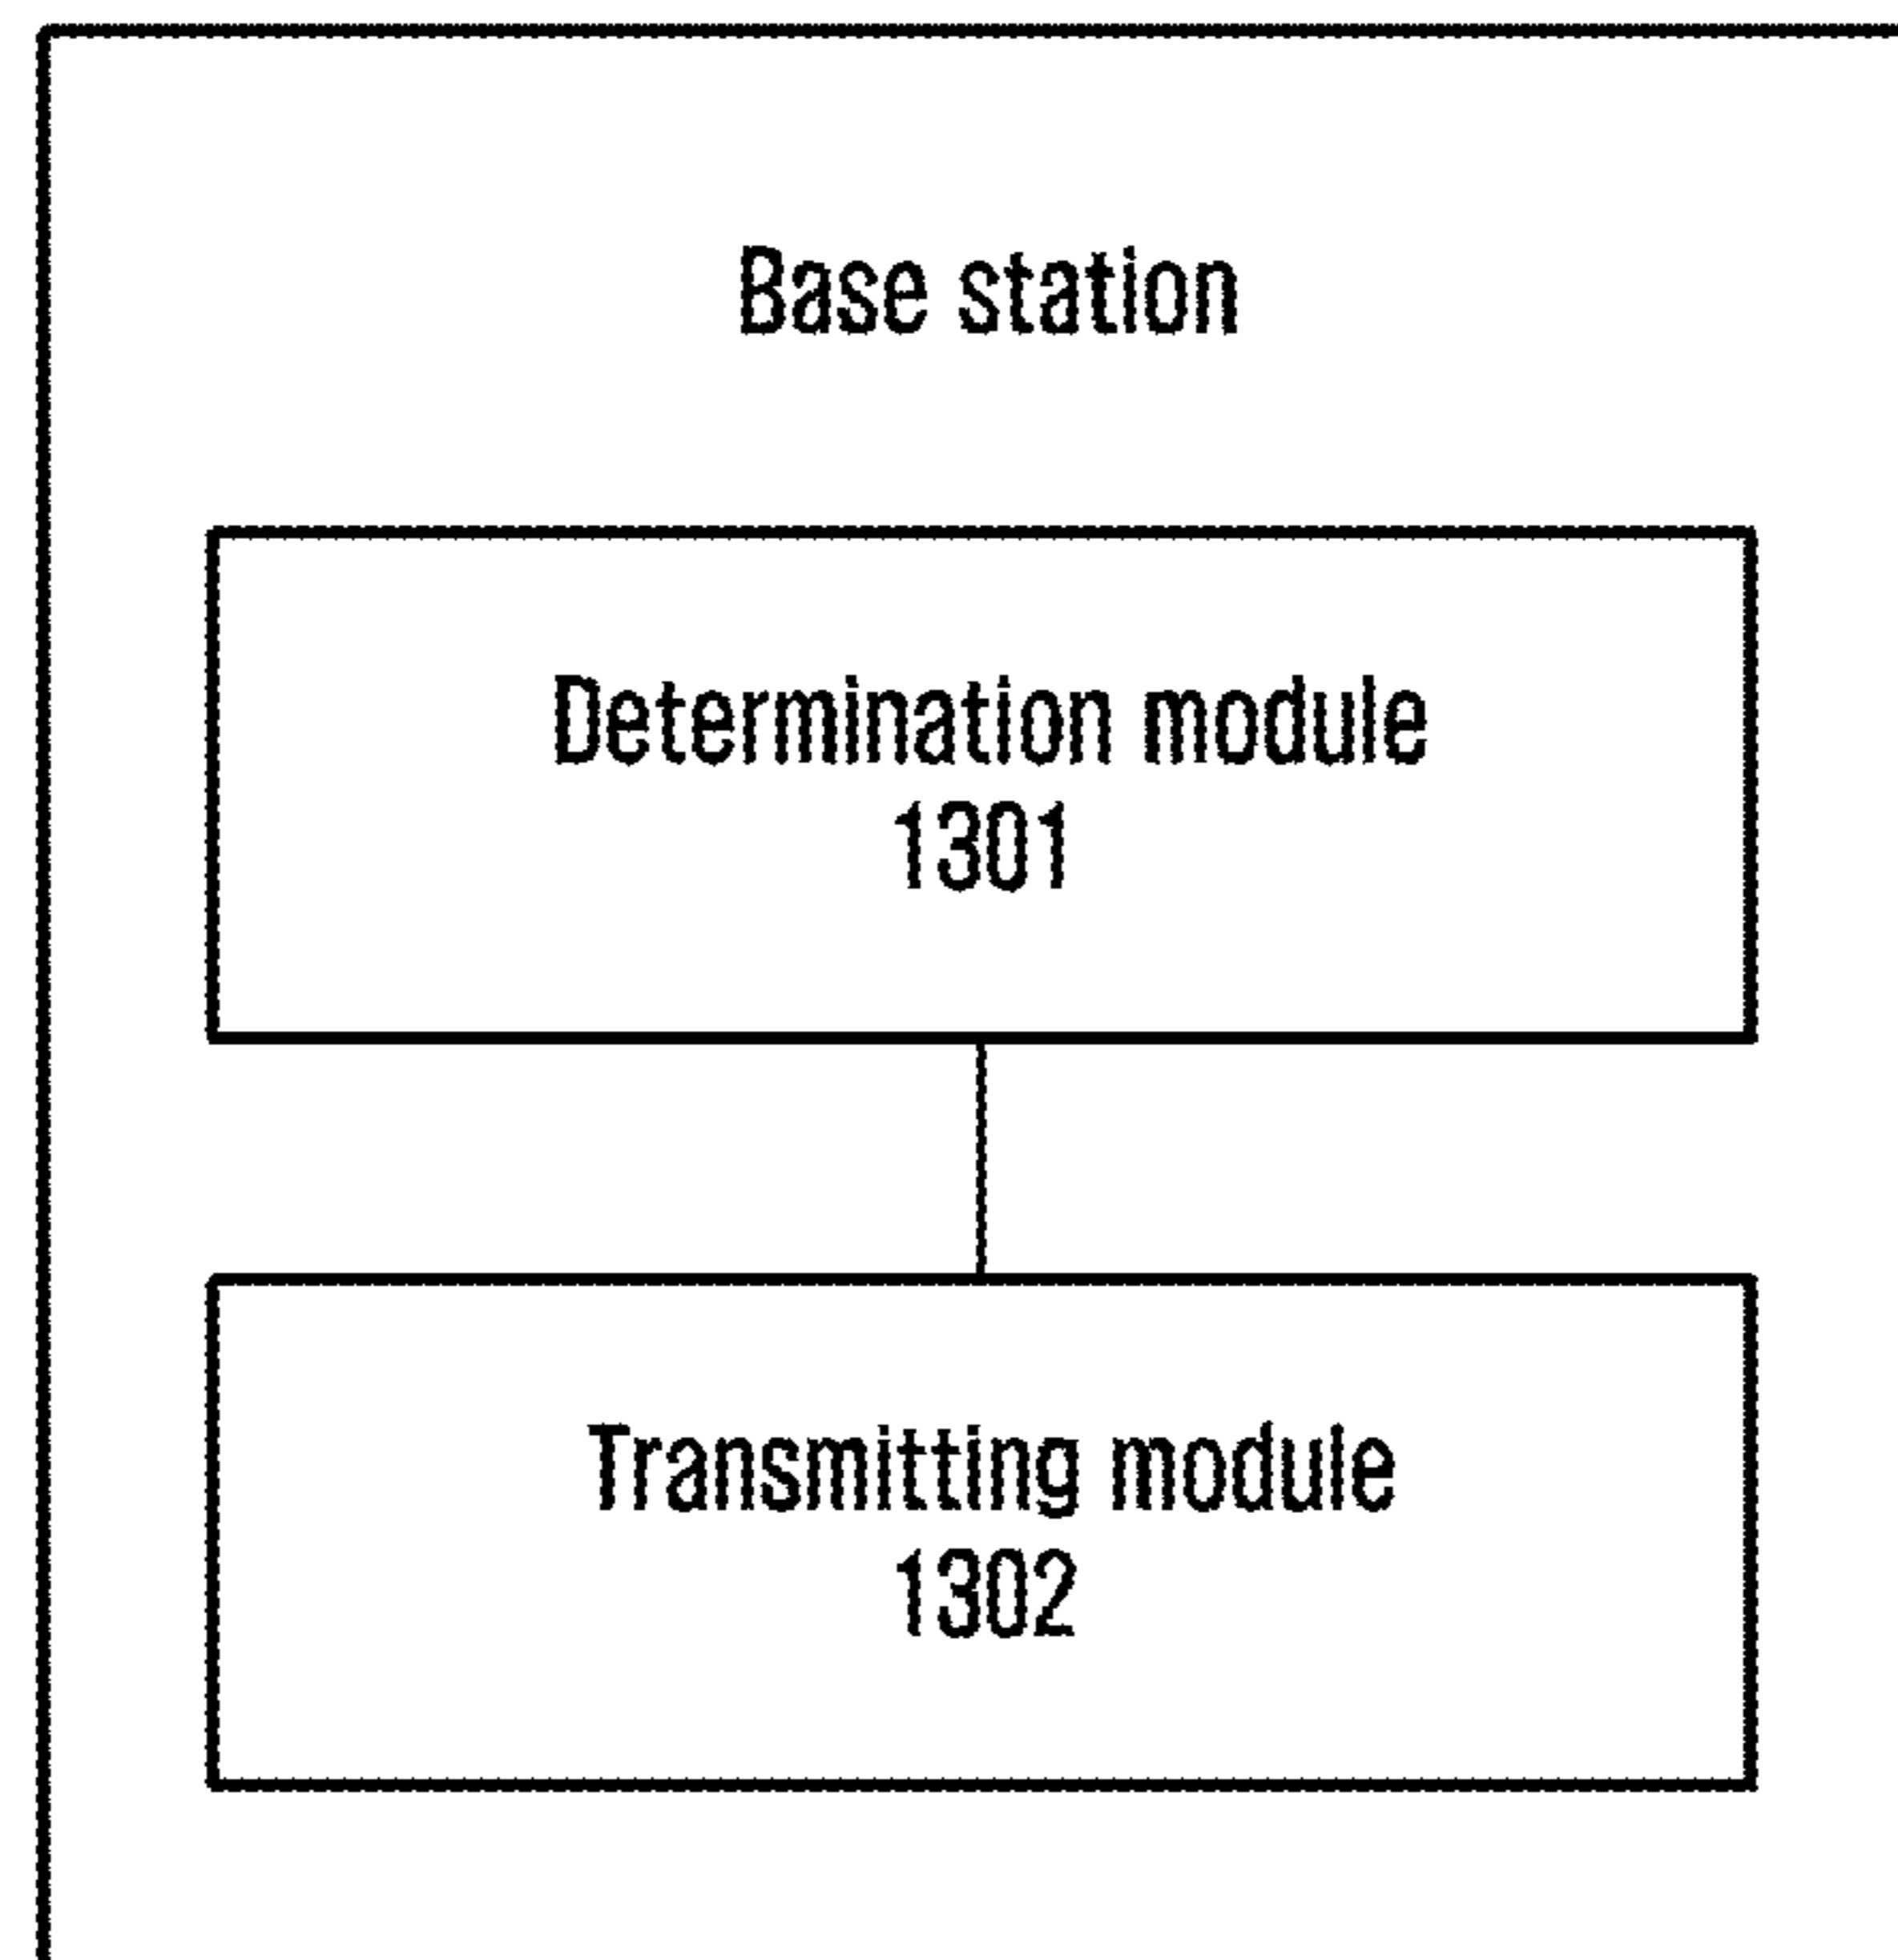 Base station
Determination module
1301
Transmitting module
1302